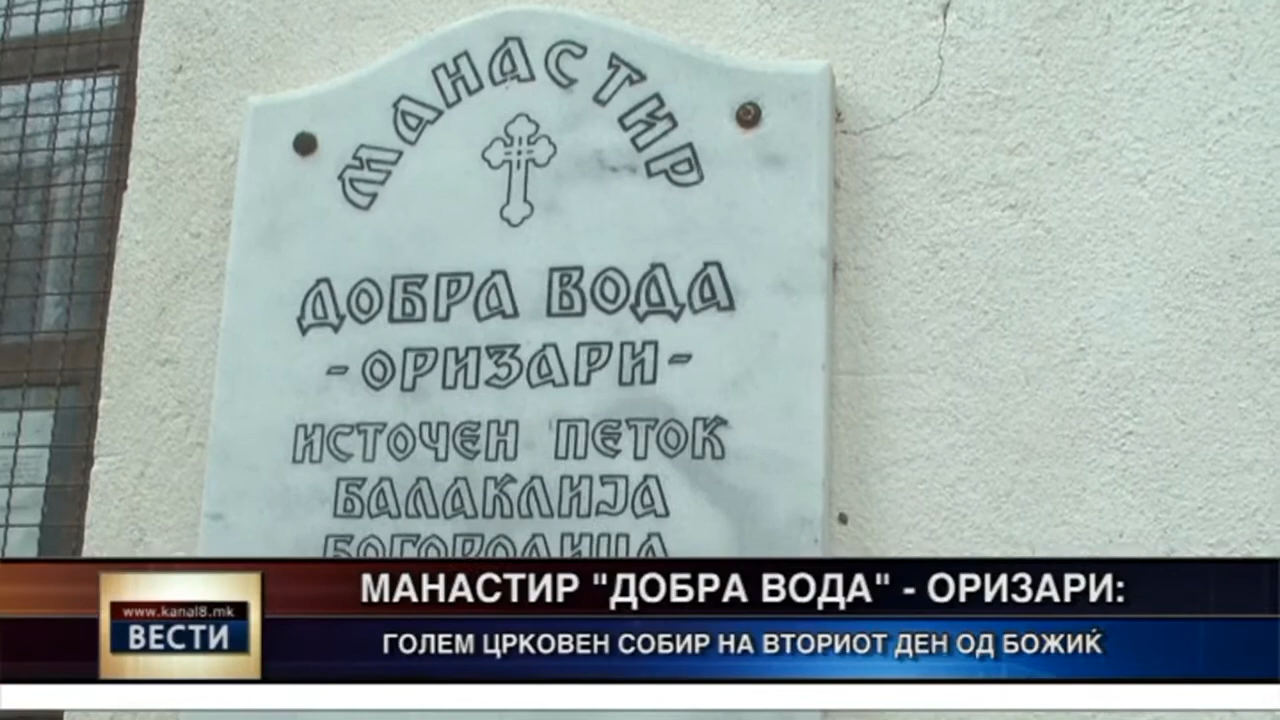 МАНАСТИР
ДОБРА ВОДА
-ОРИЗАРИ-
ИСТОЧЕН ПЕТОК
БАЛАКЛИЈА
БОГОРОДИЦА
МАНАСТИР "ДОБРА ВОДА" - ОРИЗАРИ:
www.kanal8.mk
ВЕСТИ
ГОЛЕМ ЦРКОВЕН СОБИР НА ВТОРИОТ ДЕН ОД БОЖИЌ